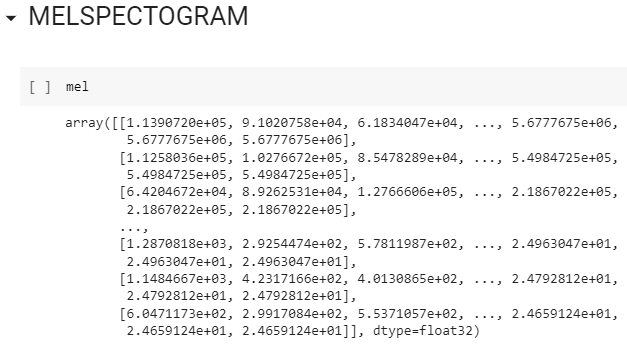 MELSPECTOGRAM
[ ] mel
array([[1.1390720e+05, 9.1020758e+04, 6.1834047e+04, ..., 5.6777675e+06,
5.6777675e+06, 5.6777675e+06],
[1.1258036e+05, 1.0276672e+05, 8.5478289e+04, ..., 5.4984725e+05,
5.4984725e+05, 5.4984725e+05],
[6.4204672e+04, 8.9262531e+04, 1.2766606e+05, ..., 2.1867022e+05,
2.1867022e+05, 2.1867022e+05],
...,
[1.2870818e+03, 2.9254474e+02, 5.7811987e+02, ..., 2.4963047e+01,
2.4963047e+01, 2.4963047e+01],
[1.1484667e+03, 4.2317166e+02, 4.0130865e+02, ..., 2.4792812e+01,
2.4792812e+01, 2.4792812e+01],
[6.0471173e+02, 2.9917084e+02, 5.5371057e+02, ..., 2.4659124e+01,
2.4659124e+01, 2.4659124e+01]], dtype=float32)